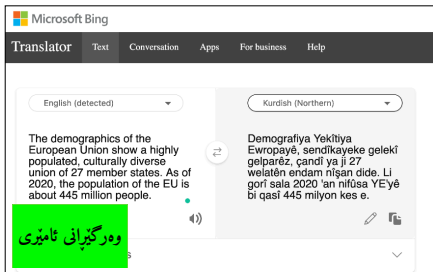 Microsoft Bing
Translator Text Conversation Apps For business Help
English (detected)
Kurdish (Northern)
The demographics of the
European Union show a highly
populated, culturally diverse
union of 27 member states. As of
2020, the population of the EU is
about 445 million people.
Demografiya Yekîtiya
Ewropayê, sendîkayeke gelekî
gelparêz, çandî ya ji 27
welatên endam nîşan dide. Li
gorî sala 2020 'an nifûsa YE'yê
bi qasî 445 milyon kes e.
وەرگێڕانی ئامێری